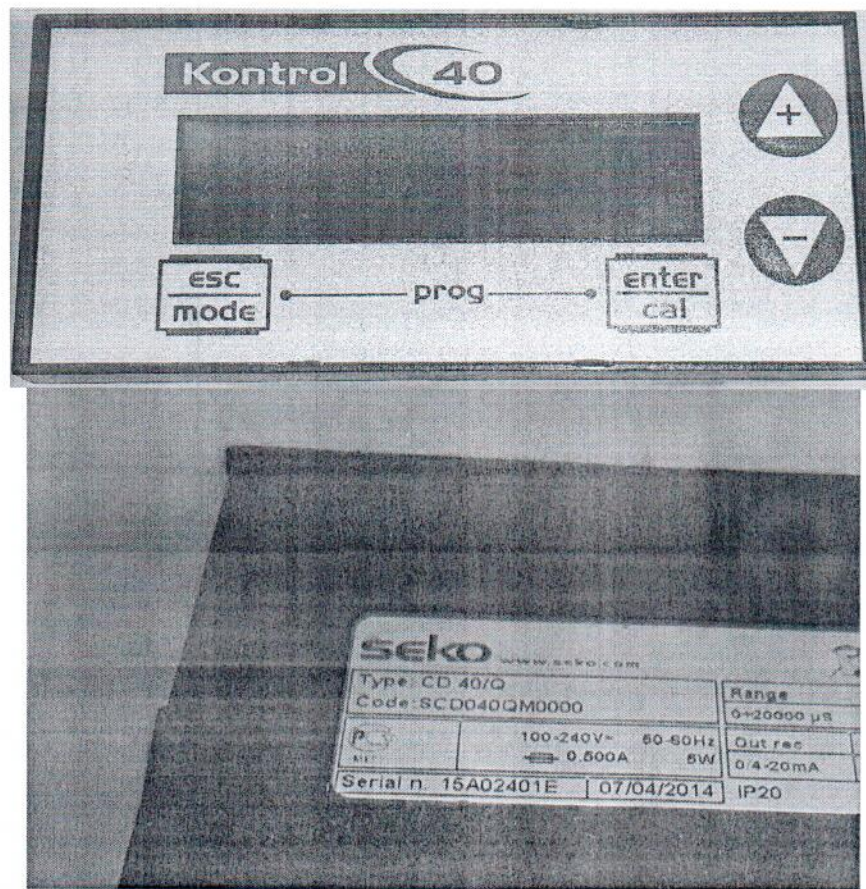 Kontrol 40
+
-
esc
mode
prog
enter
cal
seko www.seko.com
Type: CD 40/Q
Code: SCD040QM0000
Range
0÷20000 µS
100-240V~ 50-60Hz
0.500A 5W
Out rec
0/4-20mA
Serial n. 15A02401E 07/04/2014 IP20